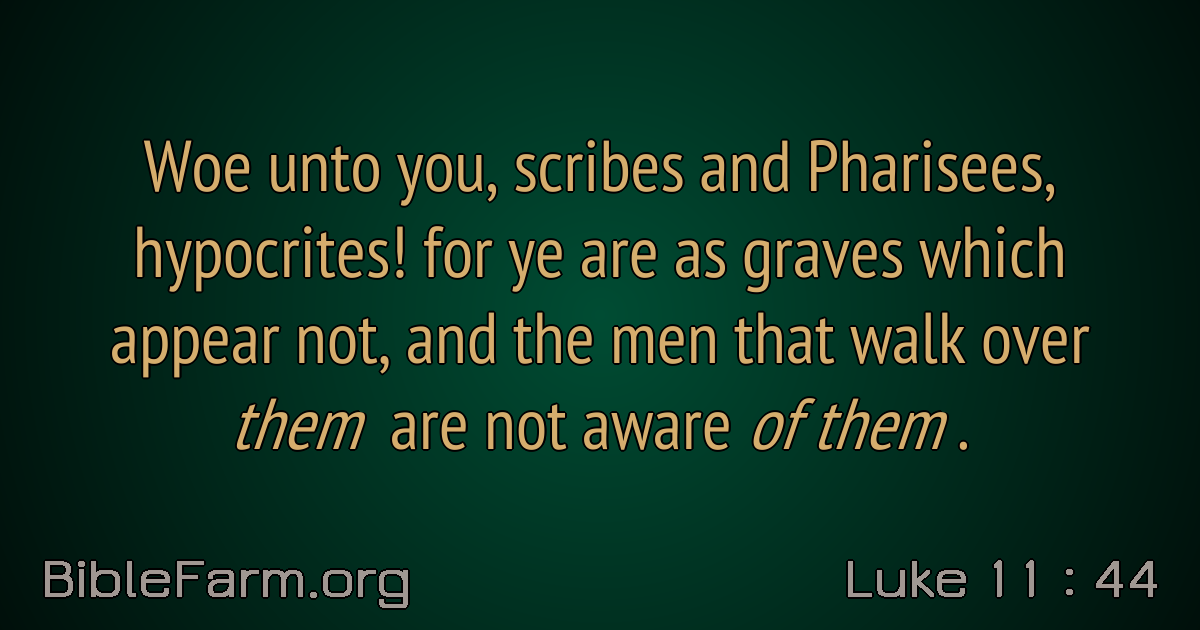 Woe unto you, scribes and Pharisees,
hypocrites! for ye are as graves which
appear not, and the men that walk over
them are not aware of them .
BibleFarm.org
Luke 11 : 44